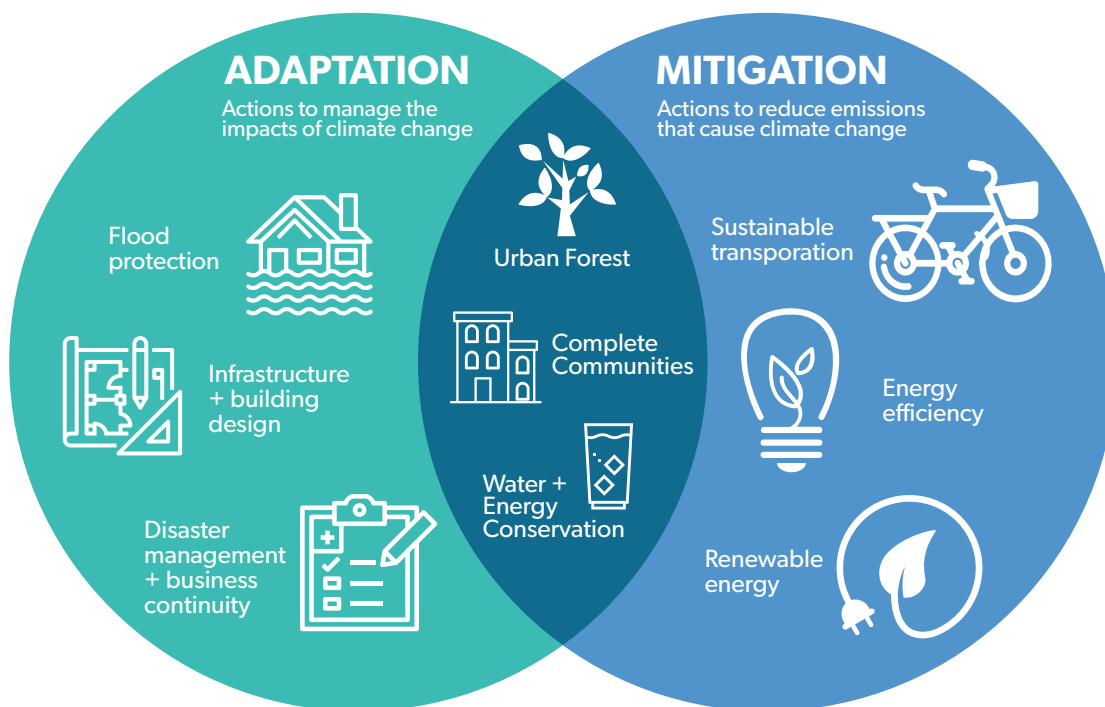 ADAPTATION
Actions to manage the
impacts of climate change
Flood
protection
Infrastructure
+ building
design
Disaster
management
+ business
continuity
Urban Forest
Complete
Communities
Water +
Energy
Conservation
MITIGATION
Actions to reduce emissions
that cause climate change
Sustainable
transporation
Energy
efficiency
Renewable
energy